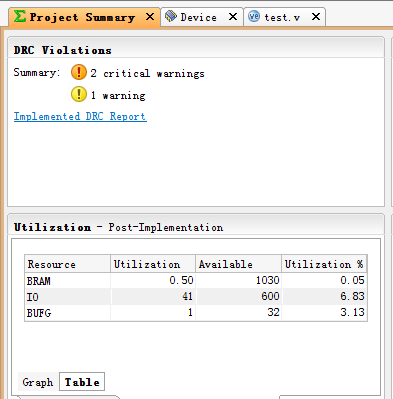 Σ Project Summary × Device × ve test.v ×
DRC Violations
Summary: ! 2 critical warnings
! 1 warning
Implemented DRC Report
Utilization - Post-Implementation
Resource Utilization Available Utilization %
BRAM 0.50 1030 0.05
IO 41 600 6.83
BUFG 1 32 3.13
Graph Table